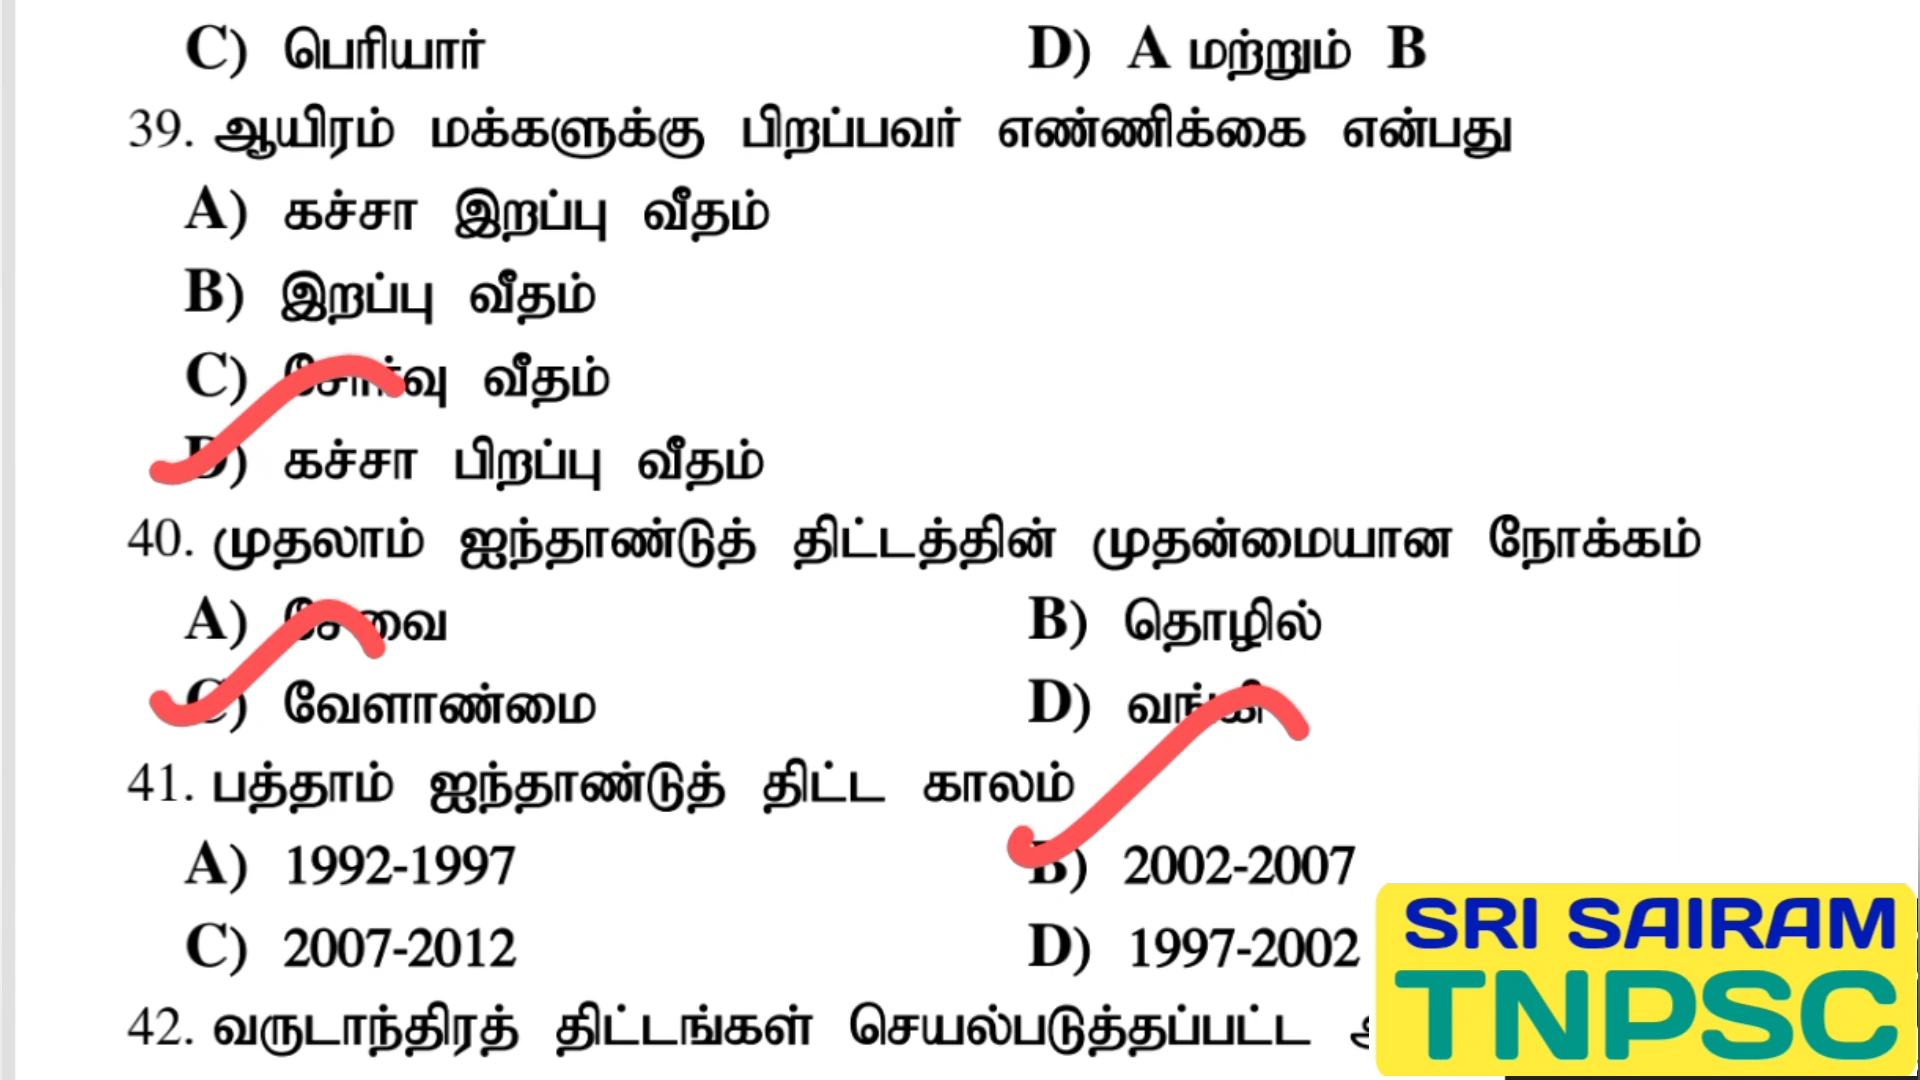 C) பெரியார் D) A மற்றும் B
39. ஆயிரம் மக்களுக்கு பிறப்பவர் எண்ணிக்கை என்பது
A) கச்சா இறப்பு வீதம்
B) இறப்பு வீதம்
C) சோர்வு வீதம்
D) கச்சா பிறப்பு வீதம்
40. முதலாம் ஐந்தாண்டுத் திட்டத்தின் முதன்மையான நோக்கம்
A) சேவை B) தொழில்
C) வேளாண்மை D) வங்கி
41. பத்தாம் ஐந்தாண்டுத் திட்ட காலம்
A) 1992-1997 B) 2002-2007
C) 2007-2012 D) 1997-2002
42. வருடாந்திரத் திட்டங்கள் செயல்படுத்தப்பட்ட
SRI SAIRAM
TNPSC